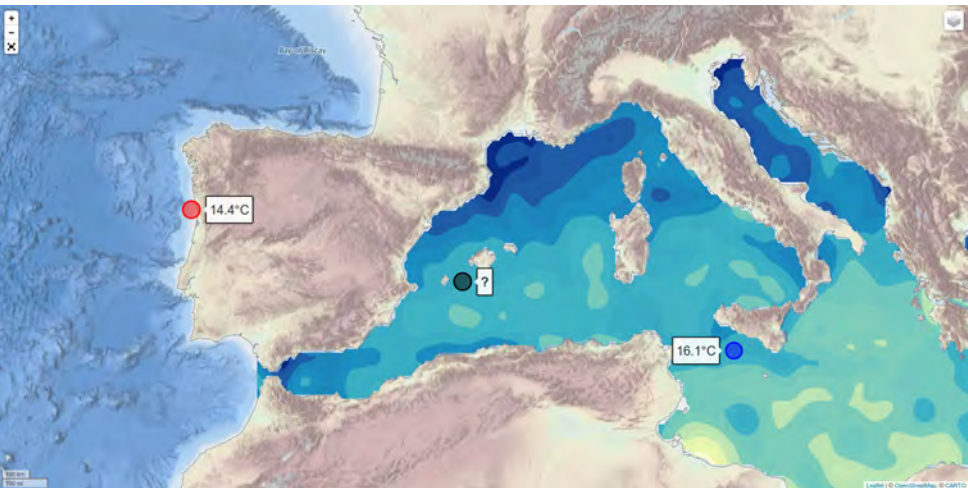 +
−
Bay of Biscay
14.4°C
?
16.1°C
Leaflet | © OpenStreetMap, © CARTO